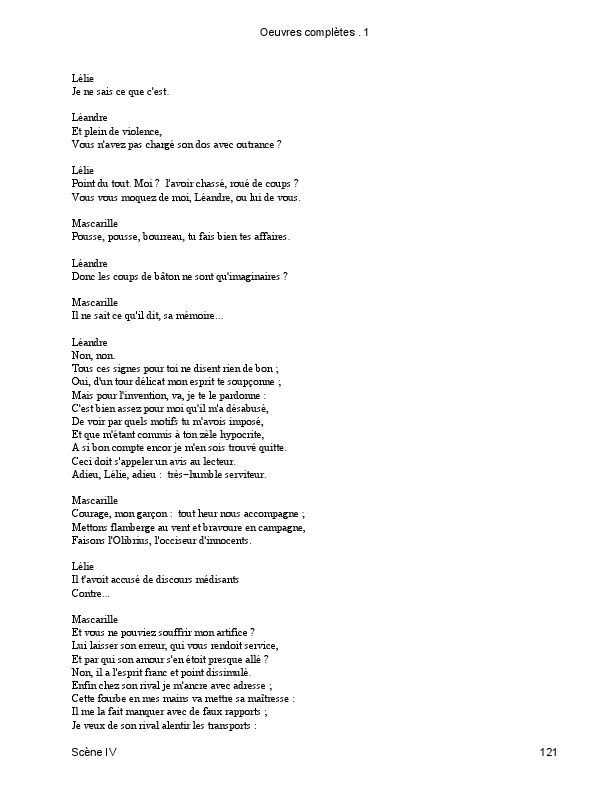 Oeuvres complètes . 1
Lélie
Je ne sais ce que c'est.
Léandre
Et plein de violence,
Vous n'avez pas chargé son dos avec outrance ?
Lélie
Point du tout. Moi ?  l'avoir chassé, roué de coups ?
Vous vous moquez de moi, Léandre, ou lui de vous.
Mascarille
Pousse, pousse, bourreau, tu fais bien tes affaires.
Léandre
Donc les coups de bâton ne sont qu'imaginaires ?
Mascarille
Il ne sait ce qu'il dit, sa mémoire...
Léandre
Non, non.
Tous ces signes pour toi ne disent rien de bon ;
Oui, d'un tour délicat mon esprit te soupçonne ;
Mais pour l'invention, va, je te le pardonne :
C'est bien assez pour moi qu'il m'a désabusé,
De voir par quels motifs tu m'avois imposé,
Et que m'étant commis à ton zèle hypocrite,
A si bon compte encor je m'en sois trouvé quitte.
Ceci doit s'appeler un avis au lecteur.
Adieu, Lélie, adieu :  très−humble serviteur.
Mascarille
Courage, mon garçon :  tout heur nous accompagne ;
Mettons flamberge au vent et bravoure en campagne,
Faisons l'Olibrius, l'occiseur d'innocents.
Lélie
Il t'avoit accusé de discours médisants
Contre...
Mascarille
Et vous ne pouviez souffrir mon artifice ?
Lui laisser son erreur, qui vous rendoit service,
Et par qui son amour s'en étoit presque allé ?
Non, il a l'esprit franc et point dissimulé.
Enfin chez son rival je m'ancre avec adresse ;
Cette fourbe en mes mains va mettre sa maîtresse :
Il me la fait manquer avec de faux rapports ;
Je veux de son rival alentir les transports :
Scène IV
121